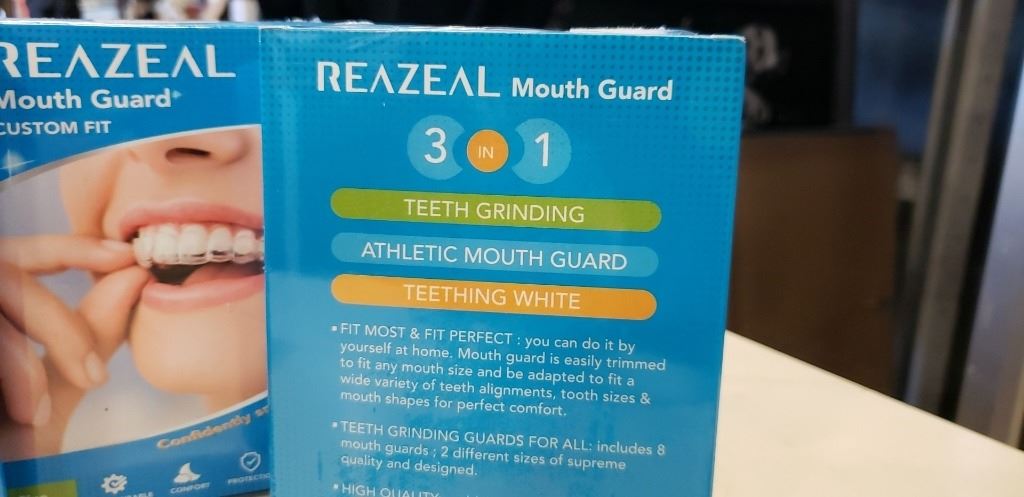 REAZEAL
Mouth Guard+
CUSTOM FIT
Confidently
COMFORT
REAZEAL Mouth Guard
3 IN 1
TEETH GRINDING
ATHLETIC MOUTH GUARD
TEETHING WHITE
▪ FIT MOST & FIT PERFECT : you can do it by
yourself at home. Mouth guard is easily trimmed
to fit any mouth size and be adapted to fit a
wide variety of teeth alignments, tooth sizes &
mouth shapes for perfect comfort.
▪ TEETH GRINDING GUARDS FOR ALL: includes 8
mouth guards ; 2 different sizes of supreme
quality and designed.
▪ HIGH QUALITY